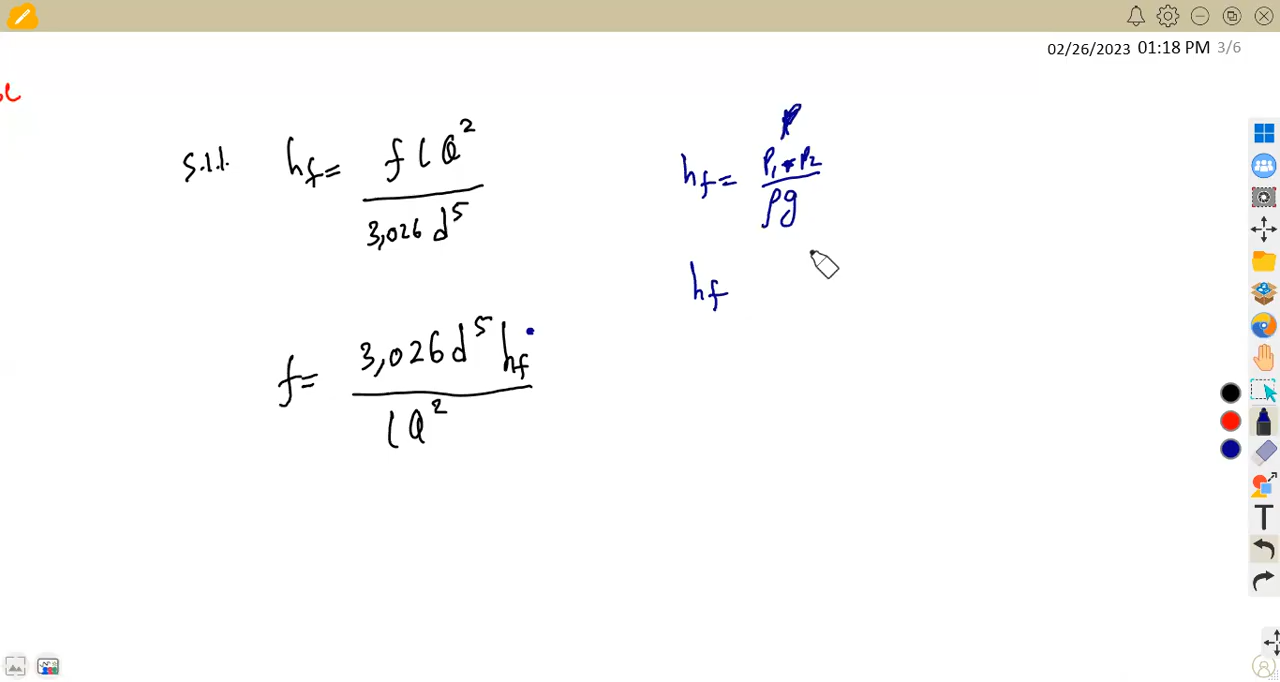 02/26/2023 01:18 PM 3/6
s.i.i. hf = f l Q²
3,026 d⁵
f = 3,026 d⁵ hf
l Q²
P
hf = P₁ - P₂
ρg
hf
T